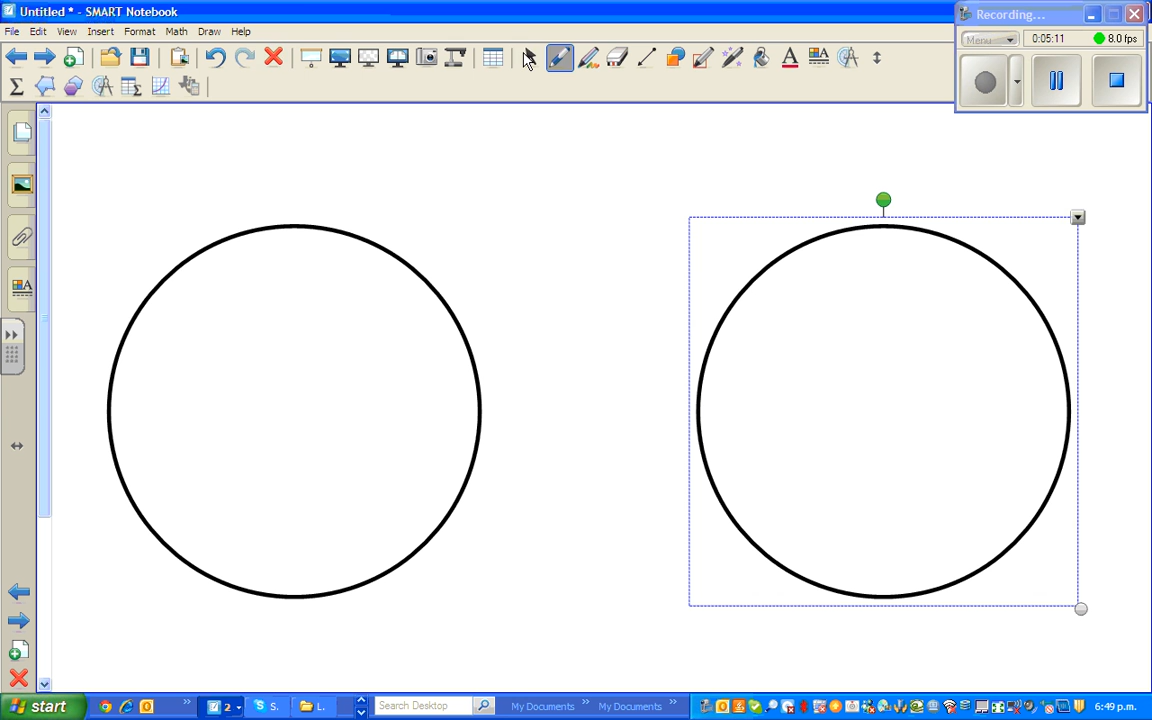 Untitled * - SMART Notebook
Recording...
File Edit View Insert Format Math Draw Help
Menu 0:05:11 8.0 fps
start 2 S. L. Search Desktop My Documents » My Documents » 6:49 p.m.